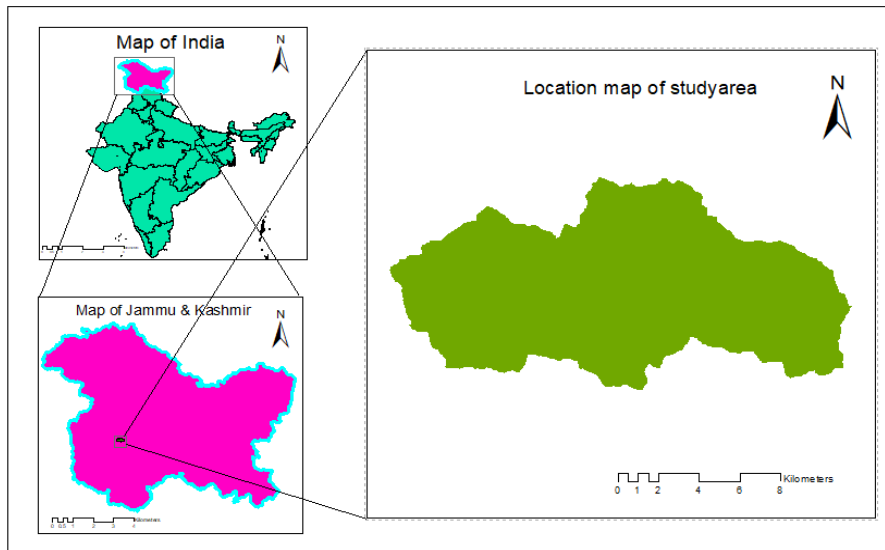 Map of India
N
Map of Jammu & Kashmir
N
0 0.5 1 2 3 4
Kilometers
Location map of studyarea
N
0 1 2 4 6 8
Kilometers